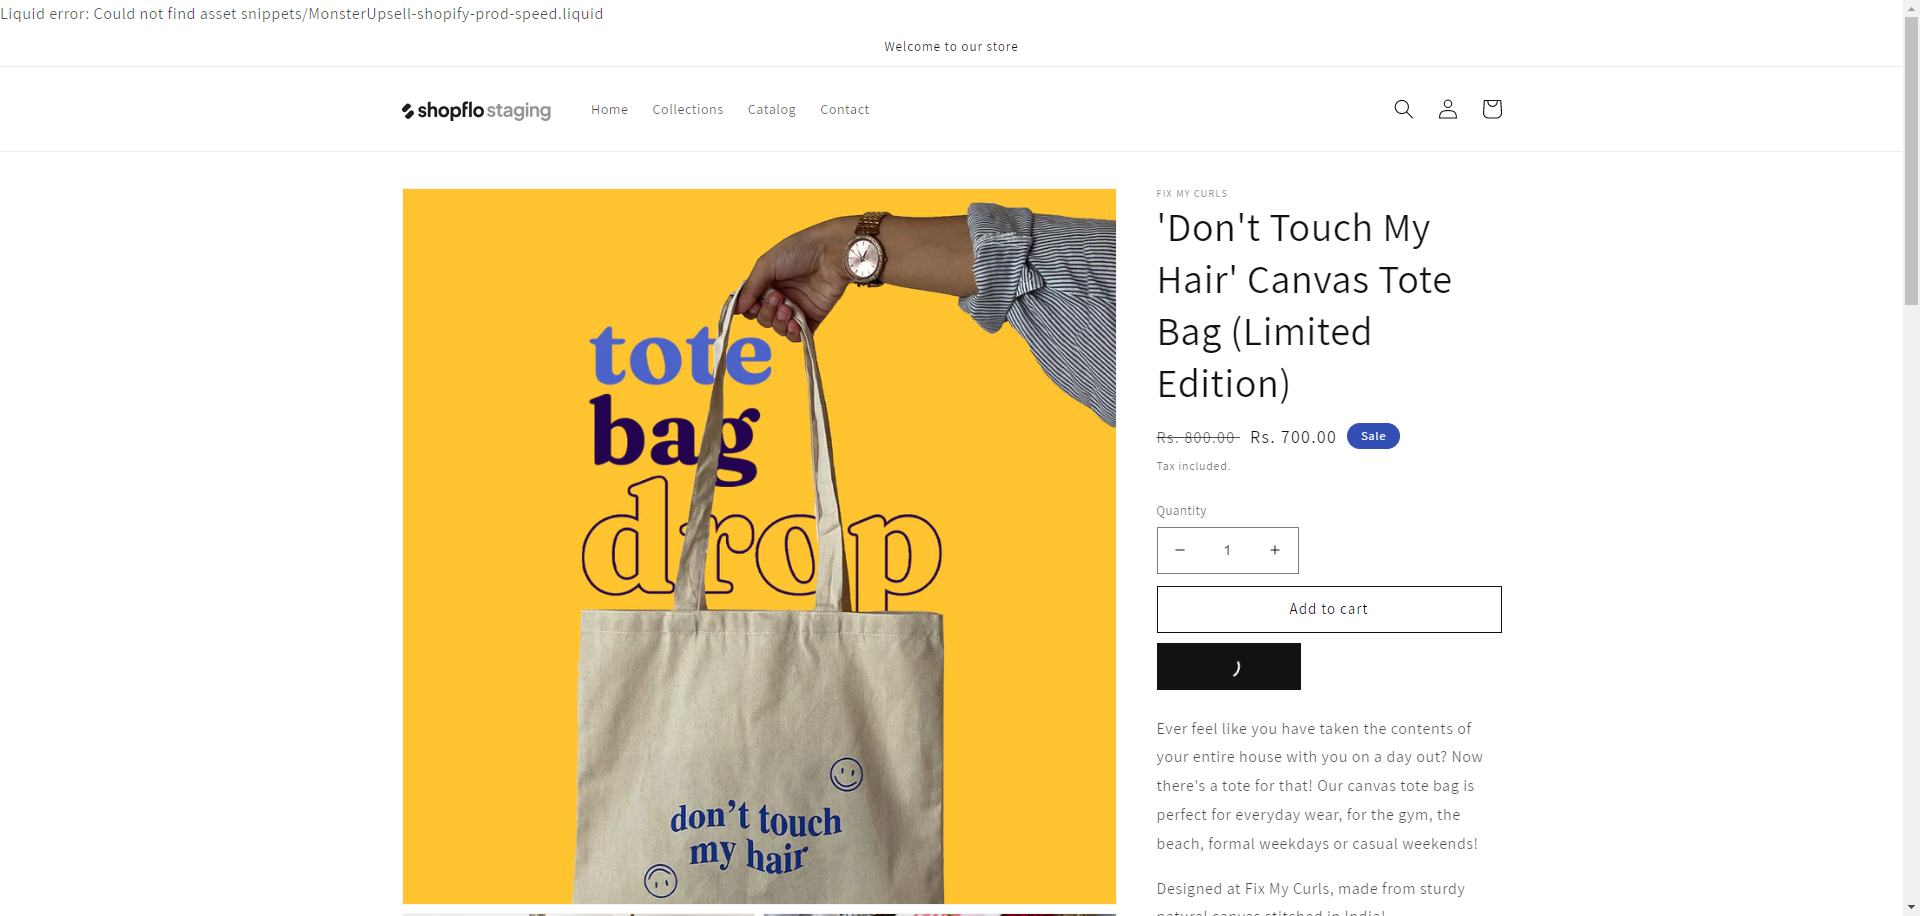 Liquid error: Could not find asset snippets/MonsterUpsell-shopify-prod-speed.liquid
Welcome to our store
shopflo staging
Home Collections Catalog Contact
tote
bag
drop
don't touch
my hair
FIX MY CURLS
'Don't Touch My
Hair' Canvas Tote
Bag (Limited
Edition)
Rs. 800.00 Rs. 700.00 Sale
Tax included.
Quantity
− 1 +
Add to cart
Ever feel like you have taken the contents of
your entire house with you on a day out? Now
there's a tote for that! Our canvas tote bag is
perfect for everyday wear, for the gym, the
beach, formal weekdays or casual weekends!
Designed at Fix My Curls, made from sturdy
natural canvas stitched in India!